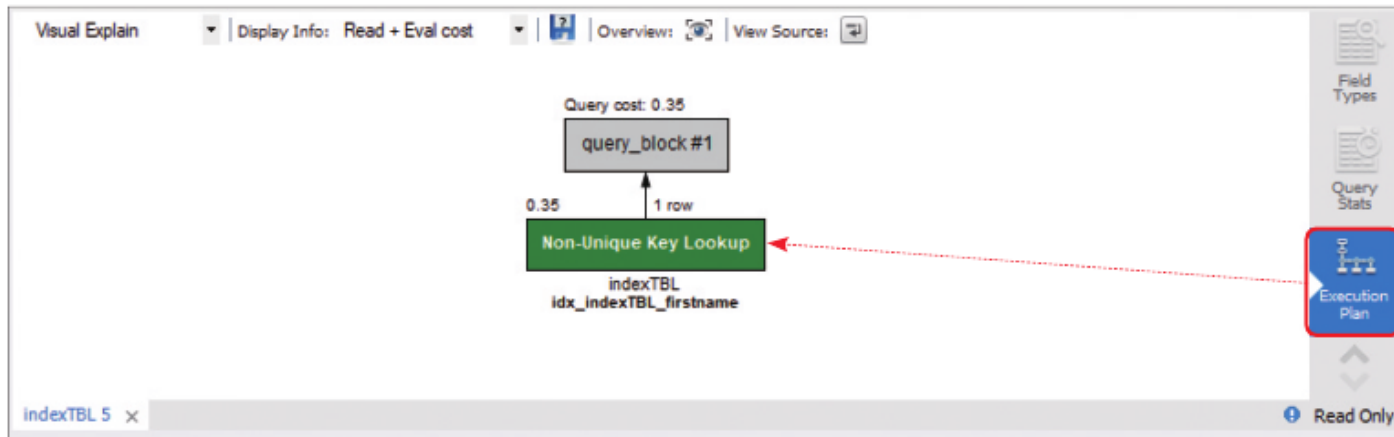 Visual Explain Display Info: Read + Eval cost Overview: View Source:
Field
Types
Query cost: 0.35
query_block #1
Query
Stats
0.35 1 row
Non-Unique Key Lookup
indexTBL
idx_indexTBL_firstname
Execution
Plan
indexTBL 5 Read Only